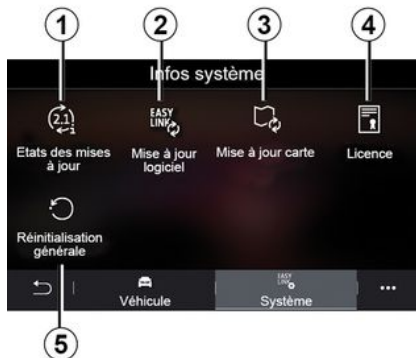 1
2
3
4
Infos système
2.1
EASY
LINK
Etats des mises
à jour
Mise à jour
logiciel
Mise à jour carte
Licence
Réinitialisation
générale
EASY
LINK
Véhicule
Système
...
5